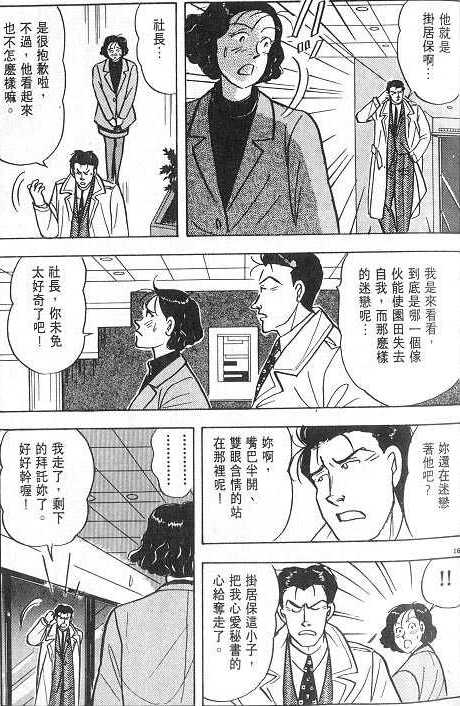 他就是
掛居保啊…
社長…
是很抱歉啦，
不過，他看起來
也不怎麽樣嘛。
我是來看看，
到底是哪一個傢
伙能使園田失去
自我，而那麽樣
的迷戀呢…
社長，你未免
太好奇了吧！
妳還在迷戀
著他吧？
妳啊，
嘴巴半開、
雙眼含情的站
在那裡呢！
………
………
我走了，剩下
的拜託妳了。
好好幹喔！
!!
掛居保這小子，
把我心愛秘書的
心給奪走了。
16